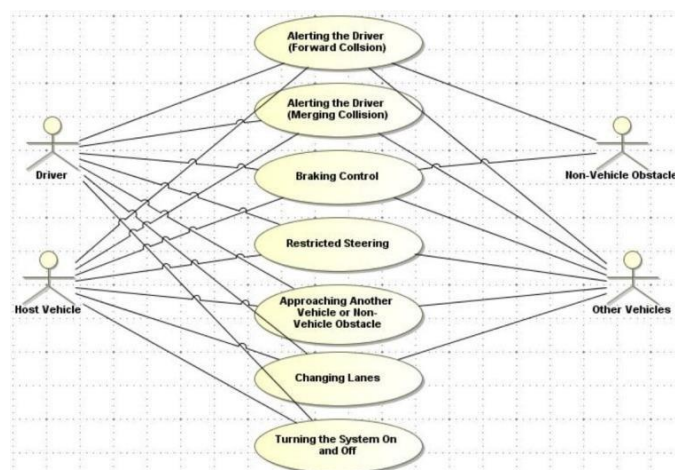 Alerting the Driver
(Forward Collsion)
Alerting the Driver
(Merging Collision)
Driver
Non-Vehicle Obstacle
Braking Control
Restricted Steering
Host Vehicle
Approaching Another
Vehicle or Non-
Vehicle Obstacle
Other Vehicles
Changing Lanes
Turning the System On
and Off